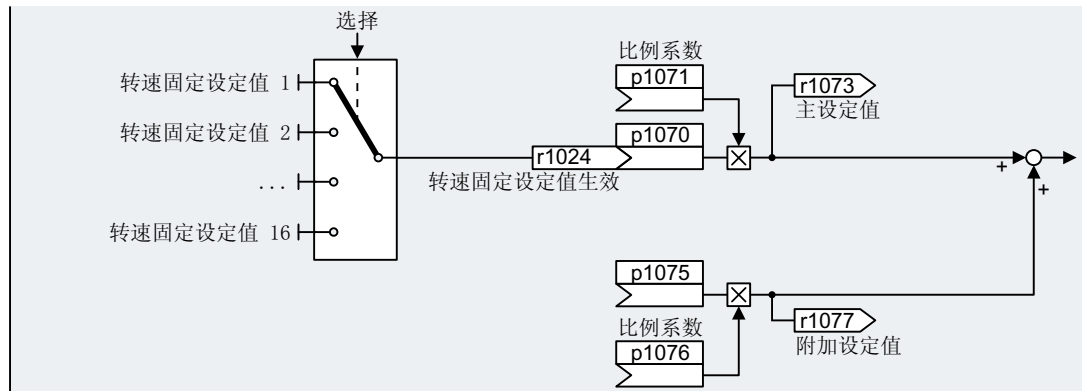 选择
转速固定设定值 1
转速固定设定值 2
...
转速固定设定值 16
r1024
转速固定设定值生效
比例系数
p1071
p1070
r1073
主设定值
+
+
p1075
比例系数
p1076
r1077
附加设定值